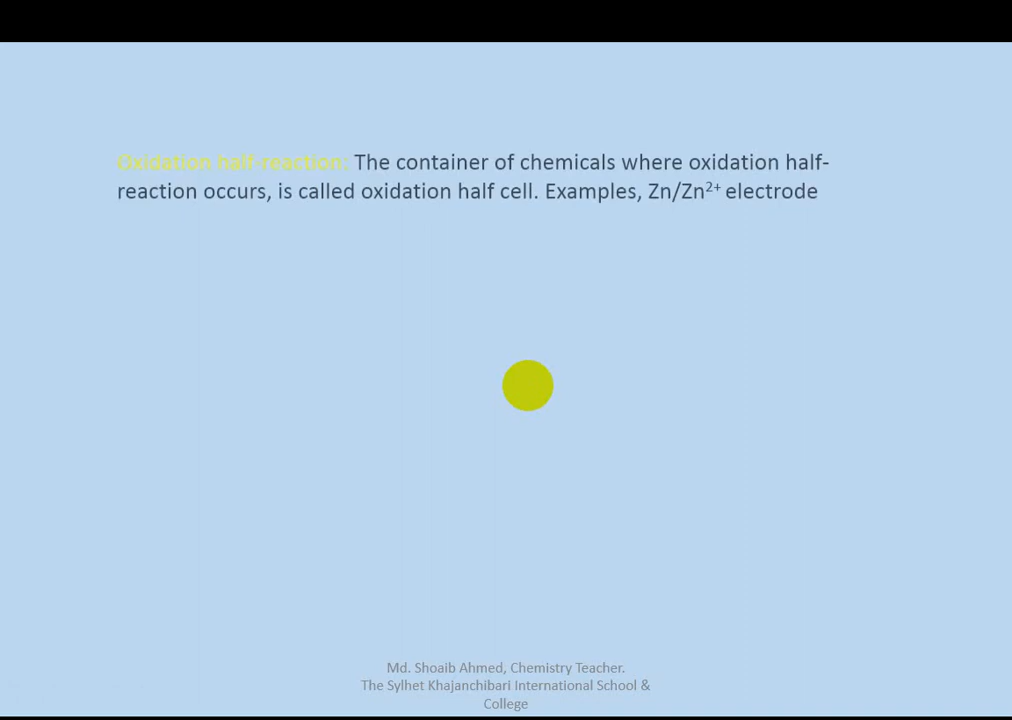 Oxidation half-reaction: The container of chemicals where oxidation half-
reaction occurs, is called oxidation half cell. Examples, Zn/Zn²⁺ electrode
Md. Shoaib Ahmed, Chemistry Teacher.
The Sylhet Khajanchibari International School &
College